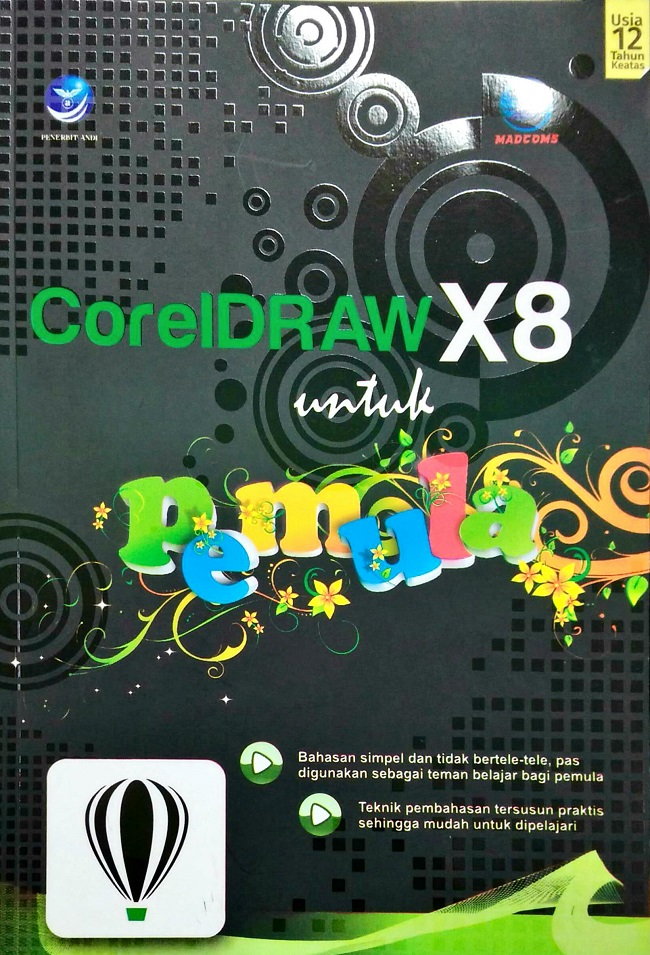 Usia
12
Tahun
Keatas
PENERBIT ANDI
MADCOMS
CorelDRAW X8
untuk
pemula
Bahasan simpel dan tidak bertele-tele, pas
digunakan sebagai teman belajar bagi pemula
Teknik pembahasan tersusun praktis
sehingga mudah untuk dipelajari